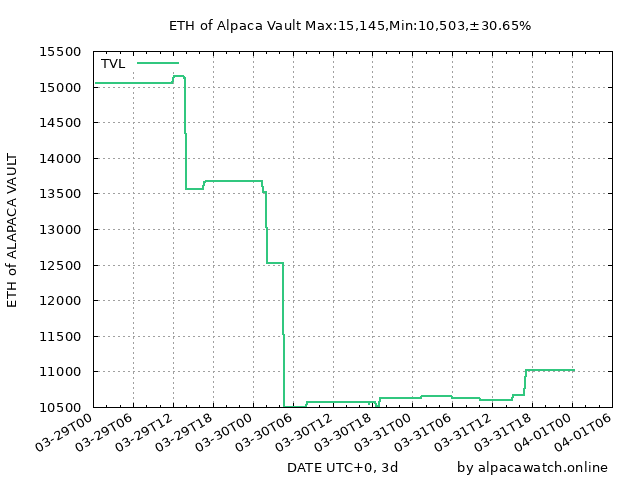 ETH of Alpaca Vault Max:15,145,Min:10,503,±30.65%
TVL
ETH of ALAPACA VAULT
15500
15000
14500
14000
13500
13000
12500
12000
11500
11000
10500
03-29T00
03-29T06
03-29T12
03-29T18
03-30T00
03-30T06
03-30T12
03-30T18
03-31T00
03-31T06
03-31T12
03-31T18
04-01T00
04-01T06
DATE UTC+0, 3d
by alpacawatch.online